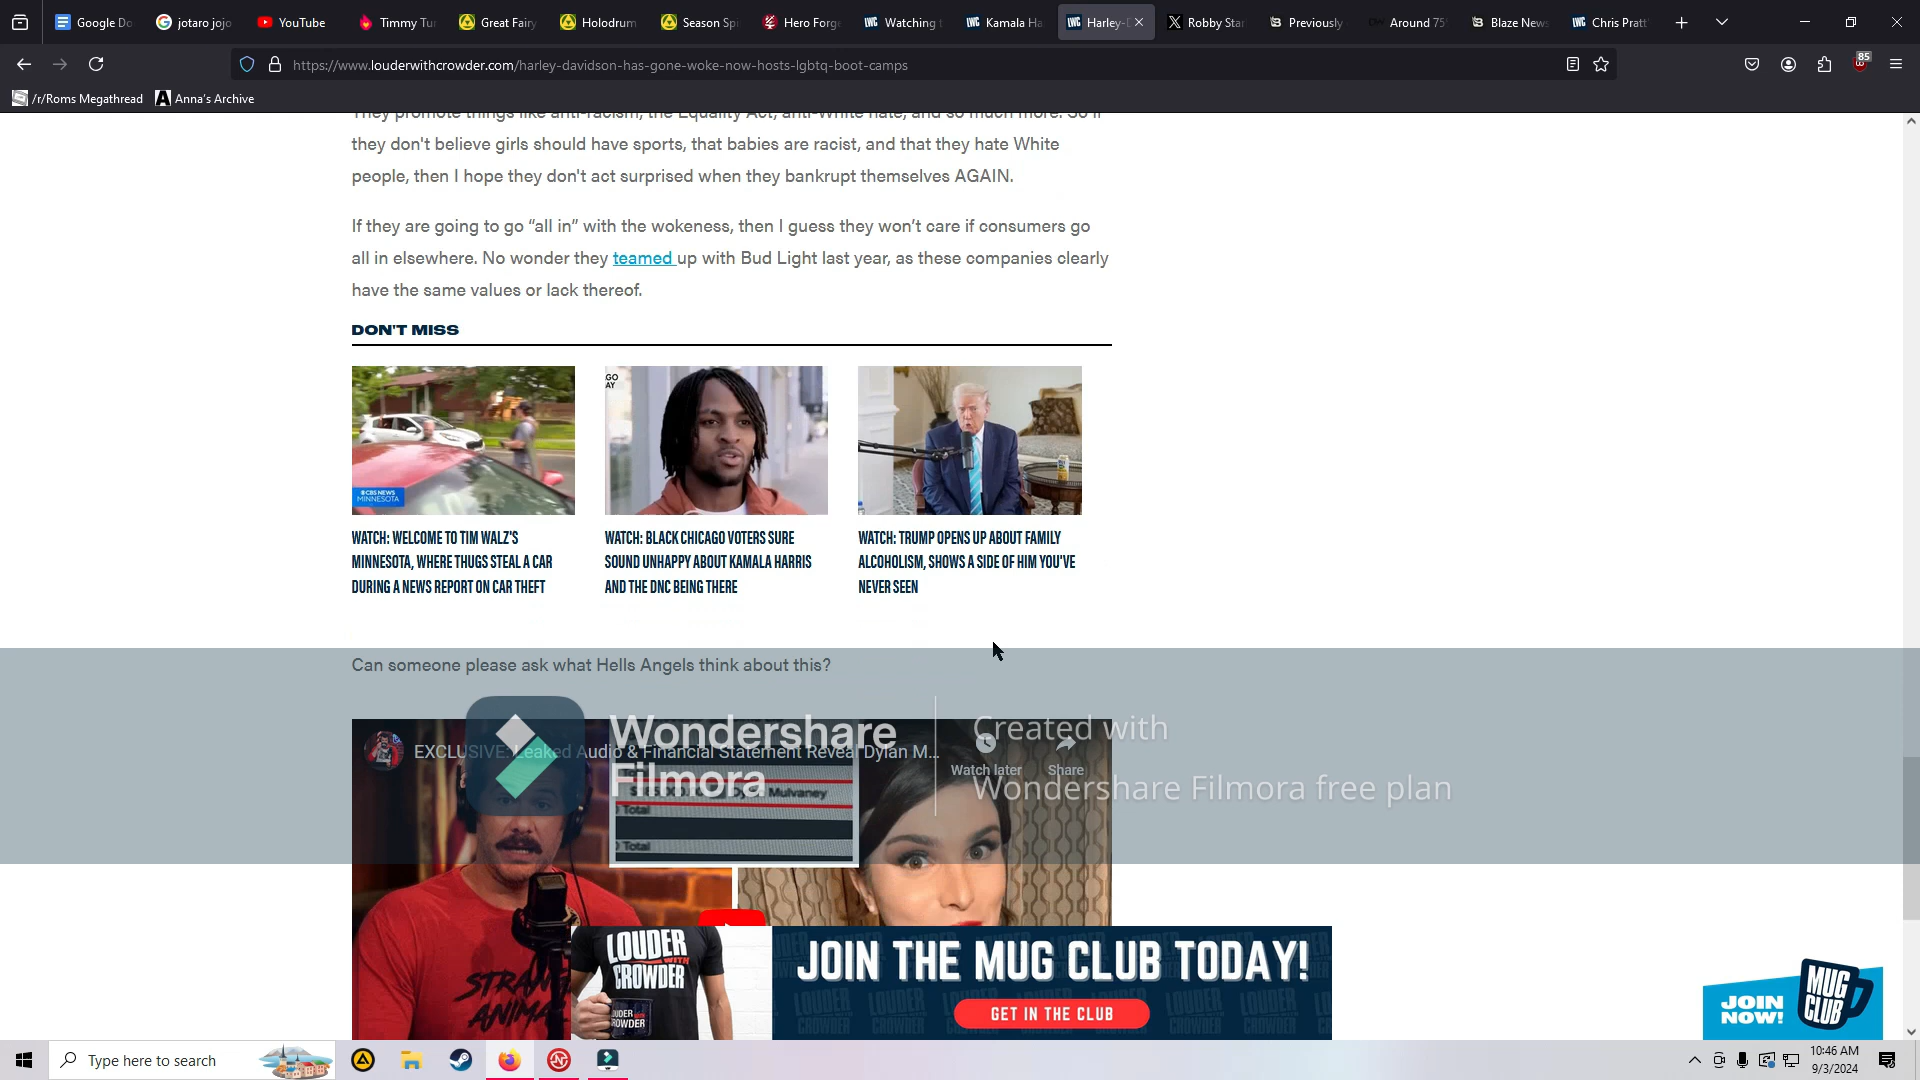 Google Do
jotaro jojo
YouTube
Timmy Tu
Great Fairy
Holodrum
Season Sp
Hero Forg
Watching t
Kamala Ha
Harley-D
Robby Star
Previously
Around 75
Blaze New
Chris Pratt
https://www.louderwithcrowder.com/harley-davidson-has-gone-woke-now-hosts-lgbtq-boot-camps
85
/r/Roms Megathread
Anna's Archive
They promote things like anti-racism, the Equality Act, anti-White hate, and so much more. So if
they don't believe girls should have sports, that babies are racist, and that they hate White
people, then I hope they don't act surprised when they bankrupt themselves AGAIN.
If they are going to go “all in” with the wokeness, then I guess they won’t care if consumers go
all in elsewhere. No wonder they teamed up with Bud Light last year, as these companies clearly
have the same values or lack thereof.
DON'T MISS
CBS NEWS
MINNESOTA
GO
AY
WATCH: WELCOME TO TIM WALZ'S
MINNESOTA, WHERE THUGS STEAL A CAR
DURING A NEWS REPORT ON CAR THEFT
WATCH: BLACK CHICAGO VOTERS SURE
SOUND UNHAPPY ABOUT KAMALA HARRIS
AND THE DNC BEING THERE
WATCH: TRUMP OPENS UP ABOUT FAMILY
ALCOHOLISM, SHOWS A SIDE OF HIM YOU'VE
NEVER SEEN
Can someone please ask what Hells Angels think about this?
Wondershare
Filmora
Created with
Wondershare Filmora free plan
EXCLUSIVE: Leaked Audio & Financial Statement Reveal Dylan M...
Watch later
Share
Mulvaney
Total
Total
STRAN
ANIMA
LOUDER
WITH
CROWDER
LOUDER
CROWDER
JOIN THE MUG CLUB TODAY!
GET IN THE CLUB
JOIN
NOW!
MUG
CLUB
Type here to search
10:46 AM
9/3/2024